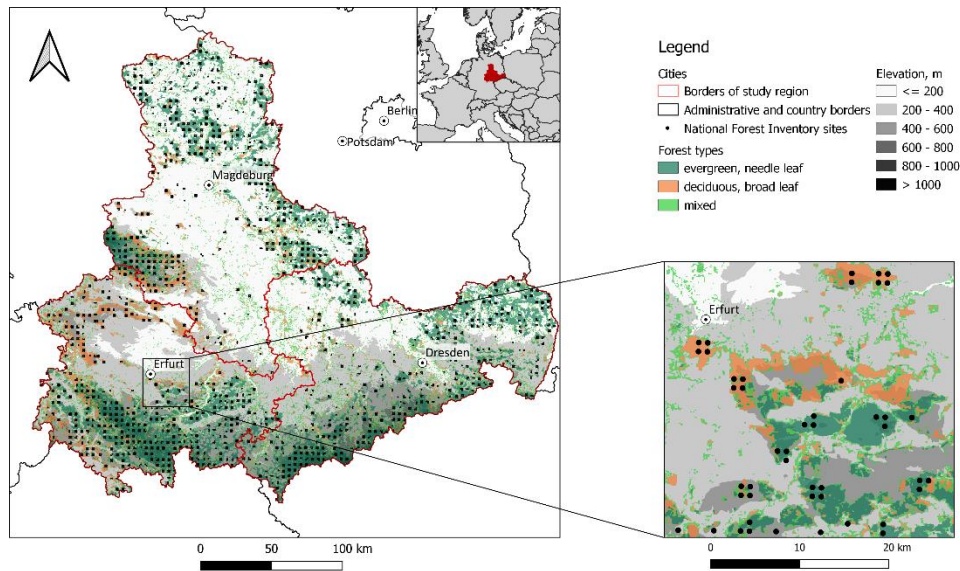 Legend
Cities
Borders of study region
Administrative and country borders
National Forest Inventory sites
Forest types
evergreen, needle leaf
deciduous, broad leaf
mixed
Elevation, m
<= 200
200 - 400
400 - 600
600 - 800
800 - 1000
> 1000
Berlin
Potsdam
Magdeburg
Erfurt
Dresden
Erfurt
0 50 100 km
0 10 20 km